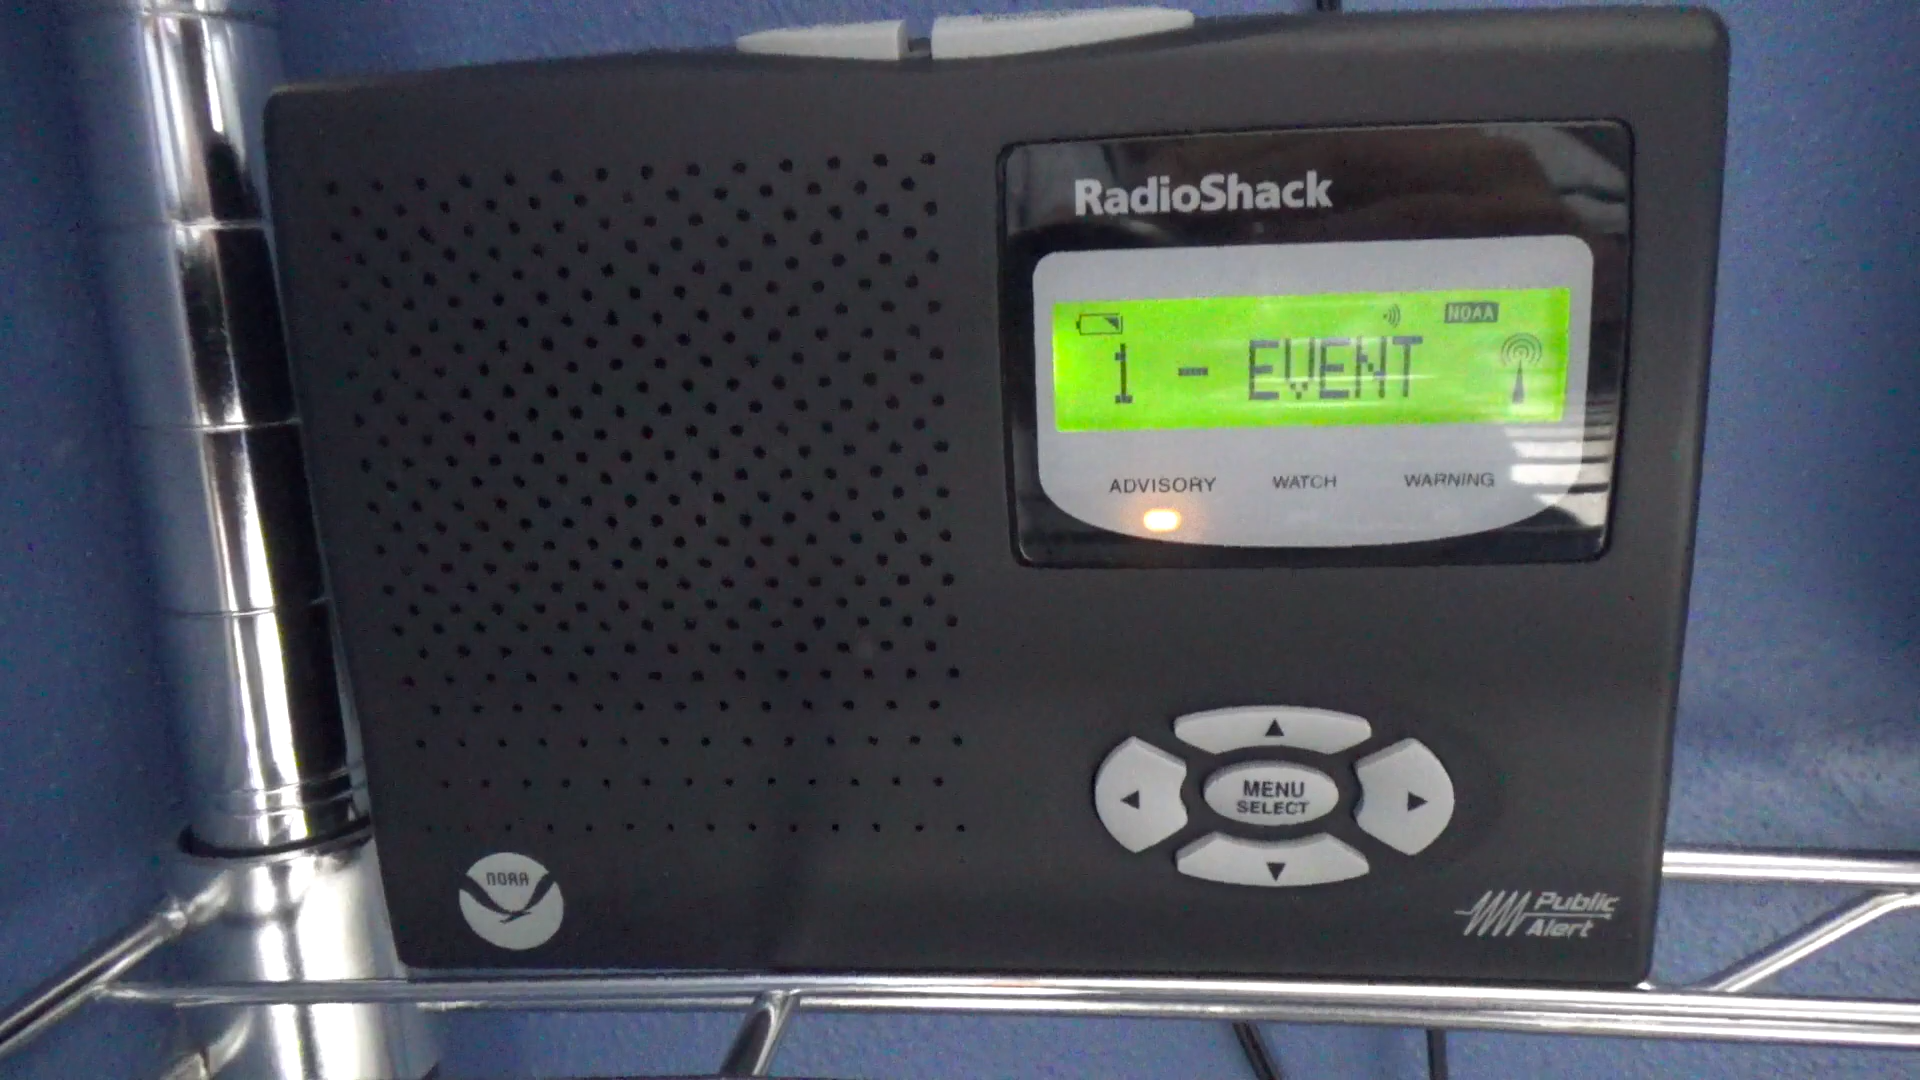 RadioShack
NOAA
1 - EVENT
ADVISORY WATCH WARNING
MENU
SELECT
NOAA
Public
Alert